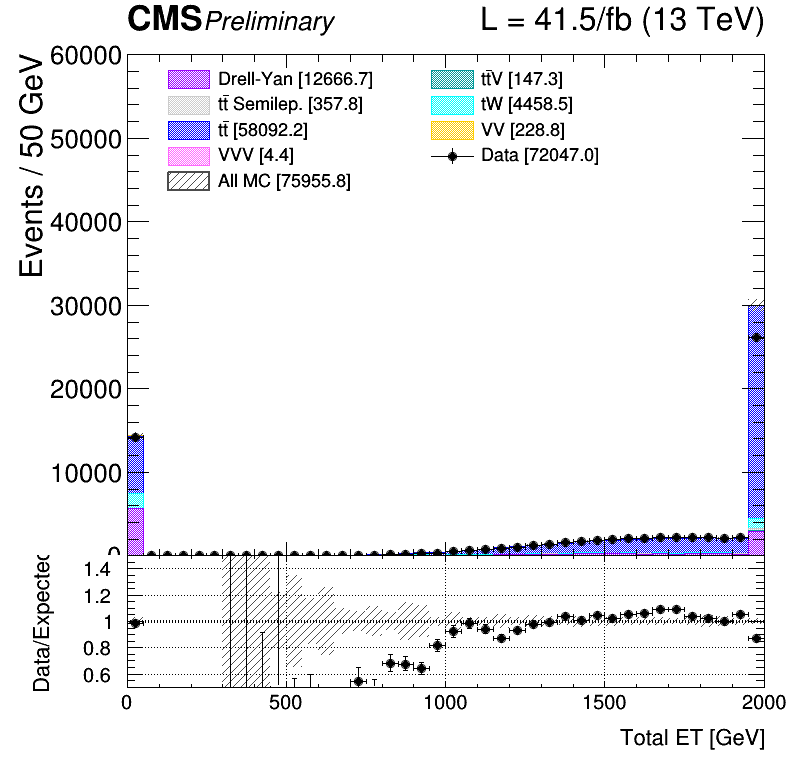 CMS Preliminary L = 41.5/fb (13 TeV)
Events / 50 GeV
60000
50000
40000
30000
20000
10000
0
Drell-Yan [12666.7]
tt̄ Semilep. [357.8]
tt̄ [58092.2]
VVV [4.4]
All MC [75955.8]
tt̄V [147.3]
tW [4458.5]
VV [228.8]
Data [72047.0]
Data/Expected
1.4
1.2
1
0.8
0.6
0 500 1000 1500 2000
Total ET [GeV]